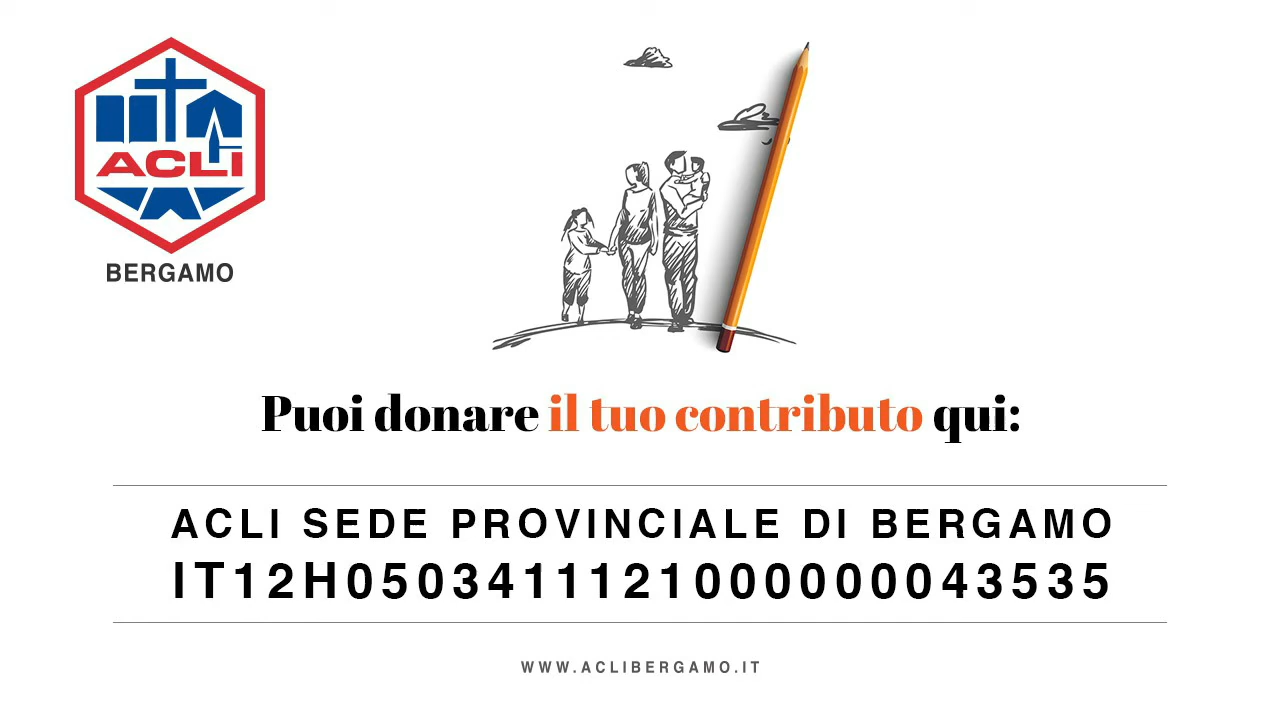 ACLI
BERGAMO
Puoi donare il tuo contributo qui:
ACLI SEDE PROVINCIALE DI BERGAMO
IT12H0503411121000000043535
WWW.ACLIBERGAMO.IT